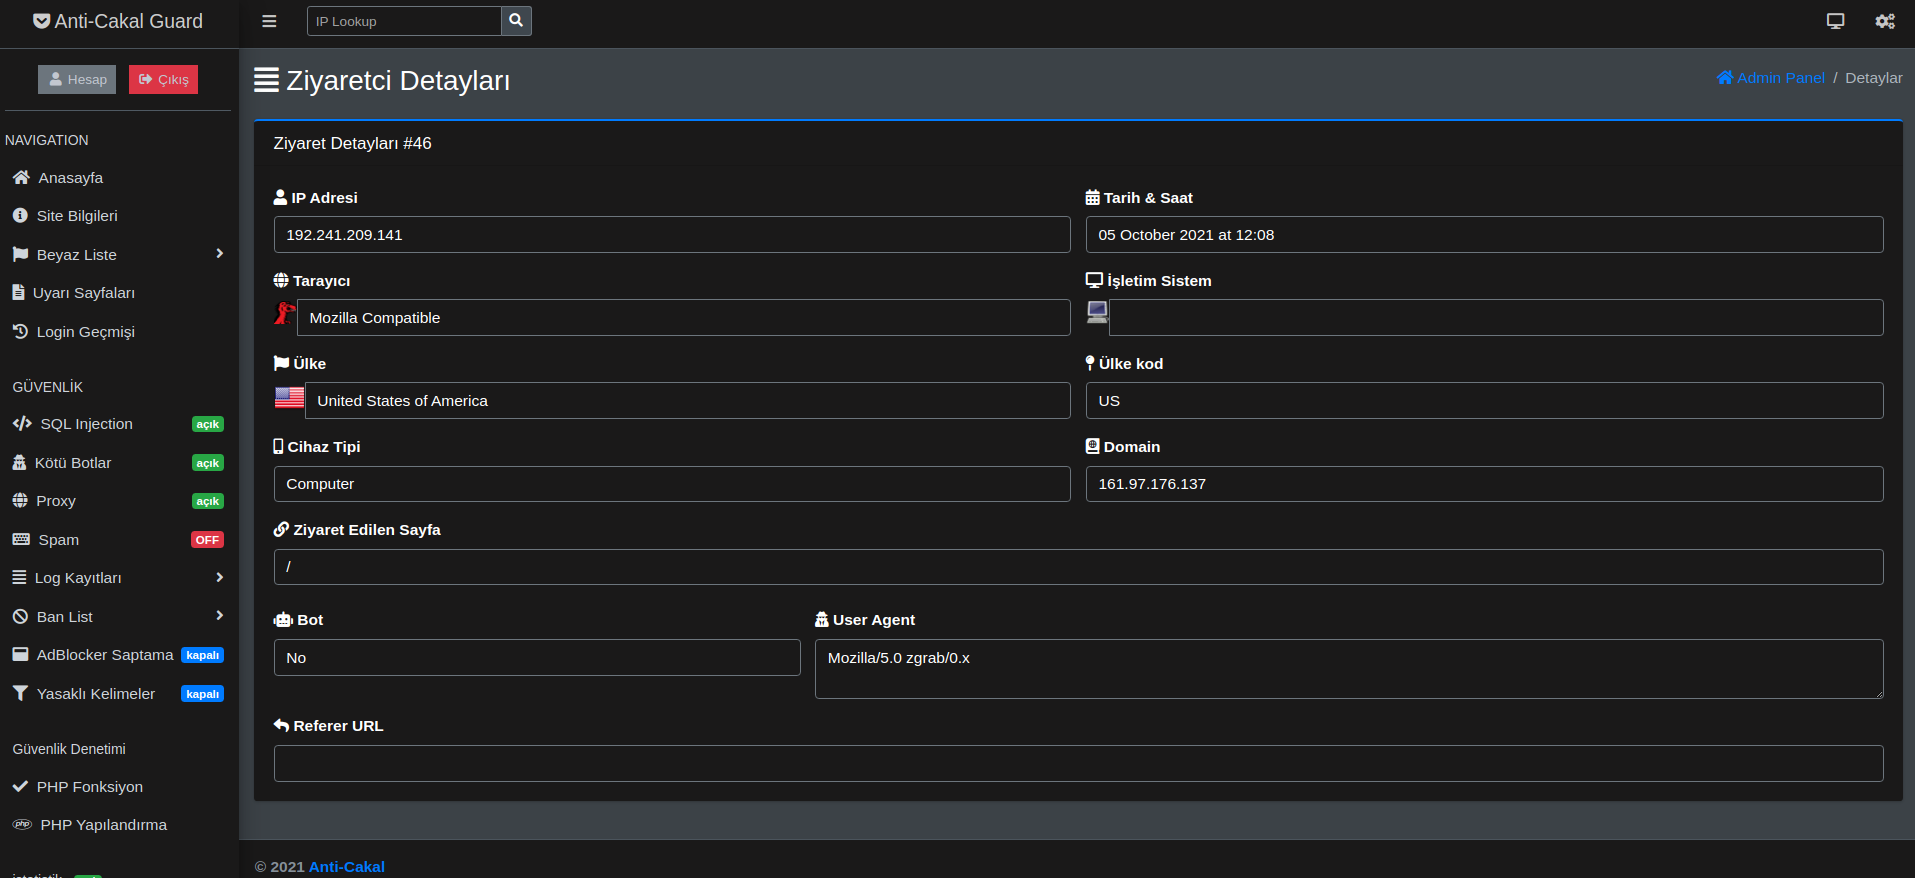 Anti-Cakal Guard
IP Lookup
Hesap
Çıkış
NAVIGATION
Anasayfa
Site Bilgileri
Beyaz Liste
Uyarı Sayfaları
Login Geçmişi
GÜVENLİK
SQL Injection açık
Kötü Botlar açık
Proxy açık
Spam OFF
Log Kayıtları
Ban List
AdBlocker Saptama kapalı
Yasaklı Kelimeler kapalı
Güvenlik Denetimi
PHP Fonksiyon
php PHP Yapılandırma
Ziyaretci Detayları
Admin Panel / Detaylar
Ziyaret Detayları #46
IP Adresi
192.241.209.141
Tarih & Saat
05 October 2021 at 12:08
Tarayıcı
Mozilla Compatible
İşletim Sistem
Ülke
United States of America
Ülke kod
US
Cihaz Tipi
Computer
Domain
161.97.176.137
Ziyaret Edilen Sayfa
/
Bot
No
User Agent
Mozilla/5.0 zgrab/0.x
Referer URL
© 2021 Anti-Cakal